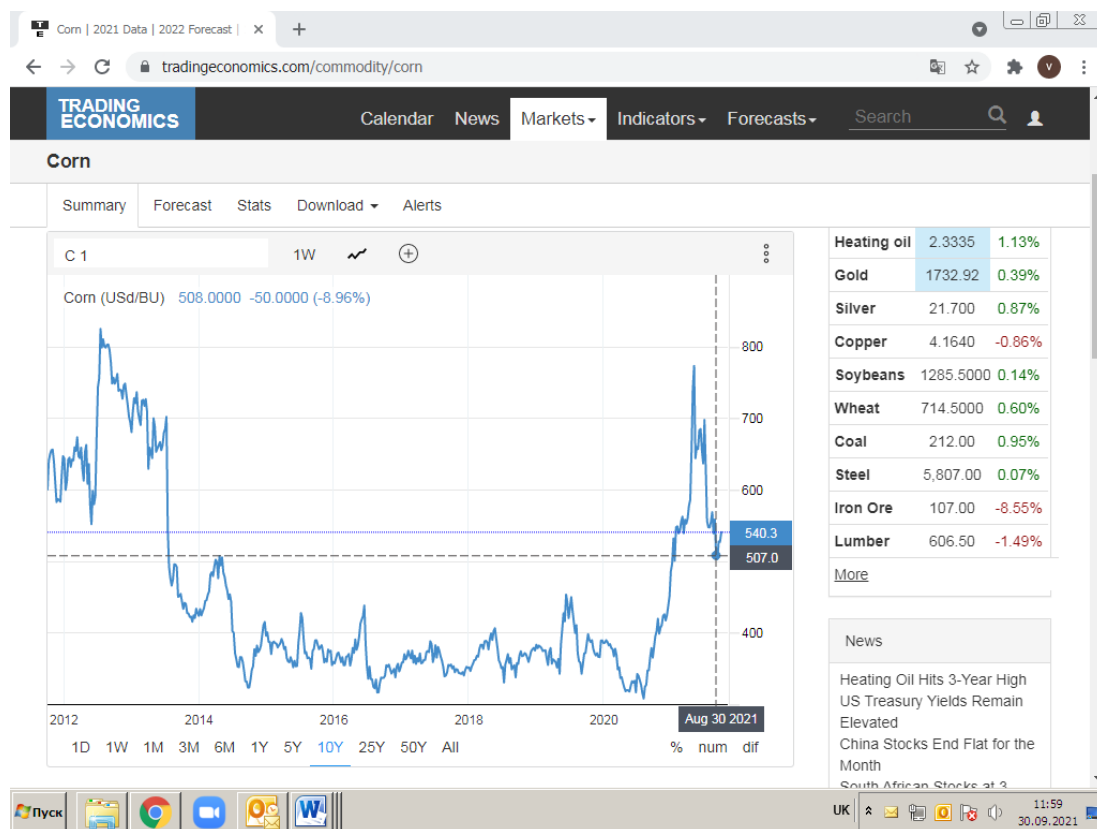 T
E
Corn | 2021 Data | 2022 Forecast |
tradingeconomics.com/commodity/corn
V
TRADING
ECONOMICS
Calendar News Markets Indicators Forecasts Search
Corn
Summary Forecast Stats Download Alerts
C 1 1W
Corn (USd/BU) 508.0000 -50.0000 (-8.96%)
800
700
600
540.3
507.0
400
2012 2014 2016 2018 2020 Aug 30 2021
1D 1W 1M 3M 6M 1Y 5Y 10Y 25Y 50Y All % num dif
Heating oil 2.3335 1.13%
Gold 1732.92 0.39%
Silver 21.700 0.87%
Copper 4.1640 -0.86%
Soybeans 1285.5000 0.14%
Wheat 714.5000 0.60%
Coal 212.00 0.95%
Steel 5,807.00 0.07%
Iron Ore 107.00 -8.55%
Lumber 606.50 -1.49%
More
News
Heating Oil Hits 3-Year High
US Treasury Yields Remain
Elevated
China Stocks End Flat for the
Month
South African Stocks at 3
Пуск
UK
11:59
30.09.2021